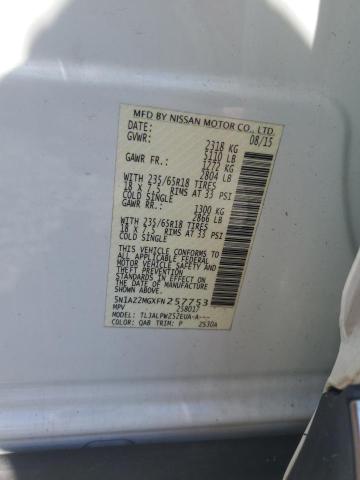 MFD BY NISSAN MOTOR CO., LTD.
DATE: 08/15
GVWR: 2318 KG
5110 LB
GAWR FR.: 1272 KG
2804 LB
WITH 235/65R18 TIRES
18 X 7.5 RIMS AT 33 PSI
COLD SINGLE
GAWR RR.: 1300 KG
2866 LB
WITH 235/65R18 TIRES
18 X 7.5 RIMS AT 33 PSI
COLD SINGLE
THIS VEHICLE CONFORMS TO
ALL APPLICABLE FEDERAL
MOTOR VEHICLE SAFETY
AND THEFT PREVENTION
STANDARDS IN EFFECT ON
THE DATE OF MANUFACTURE
SHOWN ABOVE.
5N1AZ2MGXFN257753
MPV 258017
MODEL: TLJALPWZ52EUA-A---
COLOR: QAB TRIM: P 2530A